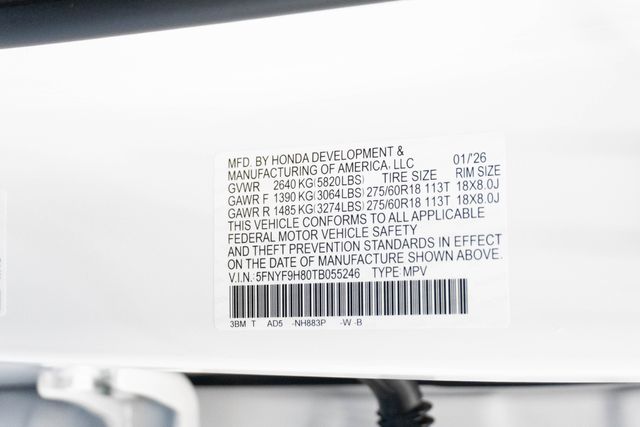 MFD. BY HONDA DEVELOPMENT &
MANUFACTURING OF AMERICA, LLC 01/'26
GVWR 2640 KG(5820LBS) TIRE SIZE RIM SIZE
GAWR F 1390 KG(3064LBS) 275/60R18 113T 18X8.0J
GAWR R 1485 KG(3274LBS) 275/60R18 113T 18X8.0J
THIS VEHICLE CONFORMS TO ALL APPLICABLE
FEDERAL MOTOR VEHICLE SAFETY
AND THEFT PREVENTION STANDARDS IN EFFECT
ON THE DATE OF MANUFACTURE SHOWN ABOVE.
V.I.N.: 5FNYF9H80TB055246 TYPE: MPV
3BM T AD5 -NH883P -W -B